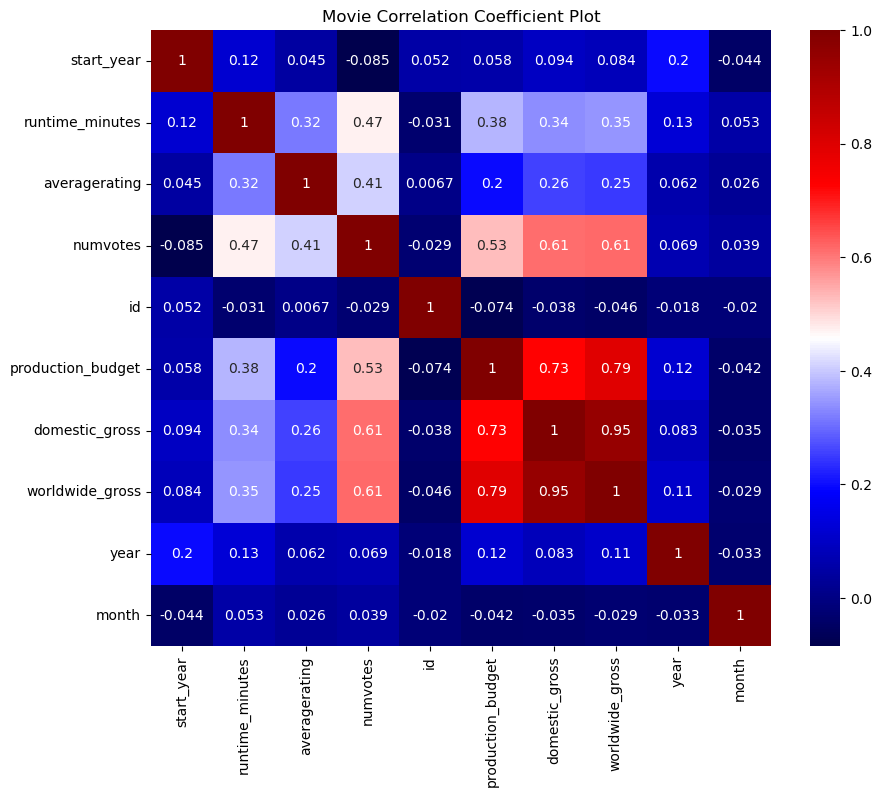 Movie Correlation Coefficient Plot
start_year 1 0.12 0.045 -0.085 0.052 0.058 0.094 0.084 0.2 -0.044
runtime_minutes 0.12 1 0.32 0.47 -0.031 0.38 0.34 0.35 0.13 0.053
averagerating 0.045 0.32 1 0.41 0.0067 0.2 0.26 0.25 0.062 0.026
numvotes -0.085 0.47 0.41 1 -0.029 0.53 0.61 0.61 0.069 0.039
id 0.052 -0.031 0.0067 -0.029 1 -0.074 -0.038 -0.046 -0.018 -0.02
production_budget 0.058 0.38 0.2 0.53 -0.074 1 0.73 0.79 0.12 -0.042
domestic_gross 0.094 0.34 0.26 0.61 -0.038 0.73 1 0.95 0.083 -0.035
worldwide_gross 0.084 0.35 0.25 0.61 -0.046 0.79 0.95 1 0.11 -0.029
year 0.2 0.13 0.062 0.069 -0.018 0.12 0.083 0.11 1 -0.033
month -0.044 0.053 0.026 0.039 -0.02 -0.042 -0.035 -0.029 -0.033 1
start_year
runtime_minutes
averagerating
numvotes
id
production_budget
domestic_gross
worldwide_gross
year
month
1.0
0.8
0.6
0.4
0.2
0.0